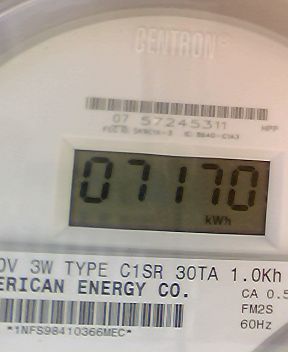 CENTRON
07 57245311
HPP
07170
kWh
0V 3W TYPE C1SR 30TA 1.0Kh
ERICAN ENERGY CO.
CA 0.5
FM2S
60Hz
*1NFS98410366MEC*